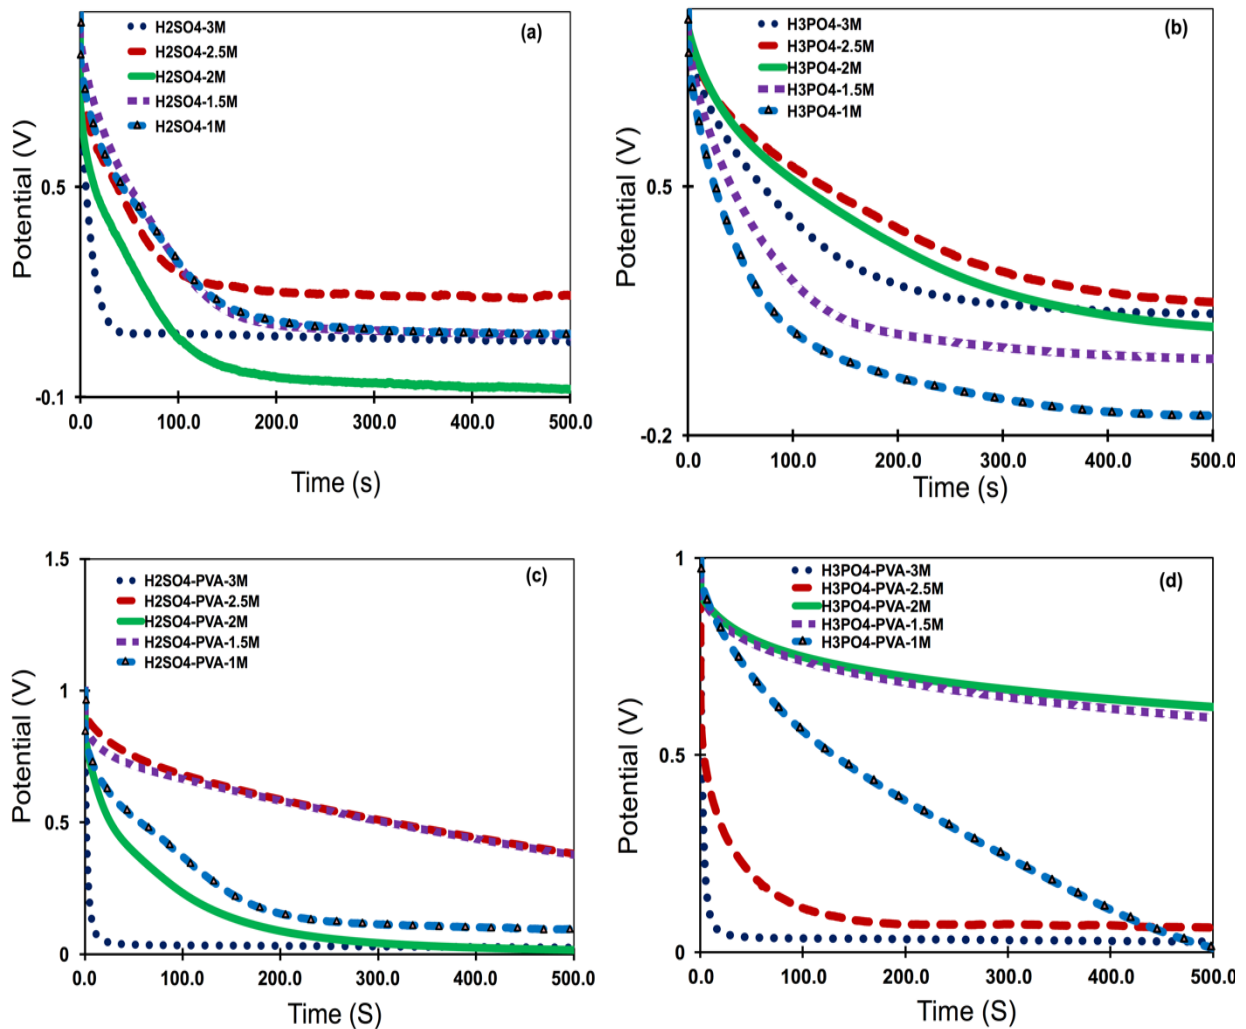 (a)
H2SO4-3M
H2SO4-2.5M
H2SO4-2M
H2SO4-1.5M
H2SO4-1M
Potential (V)
0.5
-0.1
0.0 100.0 200.0 300.0 400.0 500.0
Time (s)
(b)
H3PO4-3M
H3PO4-2.5M
H3PO4-2M
H3PO4-1.5M
H3PO4-1M
Potential (V)
0.5
-0.2
0.0 100.0 200.0 300.0 400.0 500.0
Time (s)
(c)
H2SO4-PVA-3M
H2SO4-PVA-2.5M
H2SO4-PVA-2M
H2SO4-PVA-1.5M
H2SO4-PVA-1M
Potential (V)
1.5
1
0.5
0
0.0 100.0 200.0 300.0 400.0 500.0
Time (S)
(d)
H3PO4-PVA-3M
H3PO4-PVA-2.5M
H3PO4-PVA-2M
H3PO4-PVA-1.5M
H3PO4-PVA-1M
Potential (V)
1
0.5
0
0.0 100.0 200.0 300.0 400.0 500.0
Time (S)